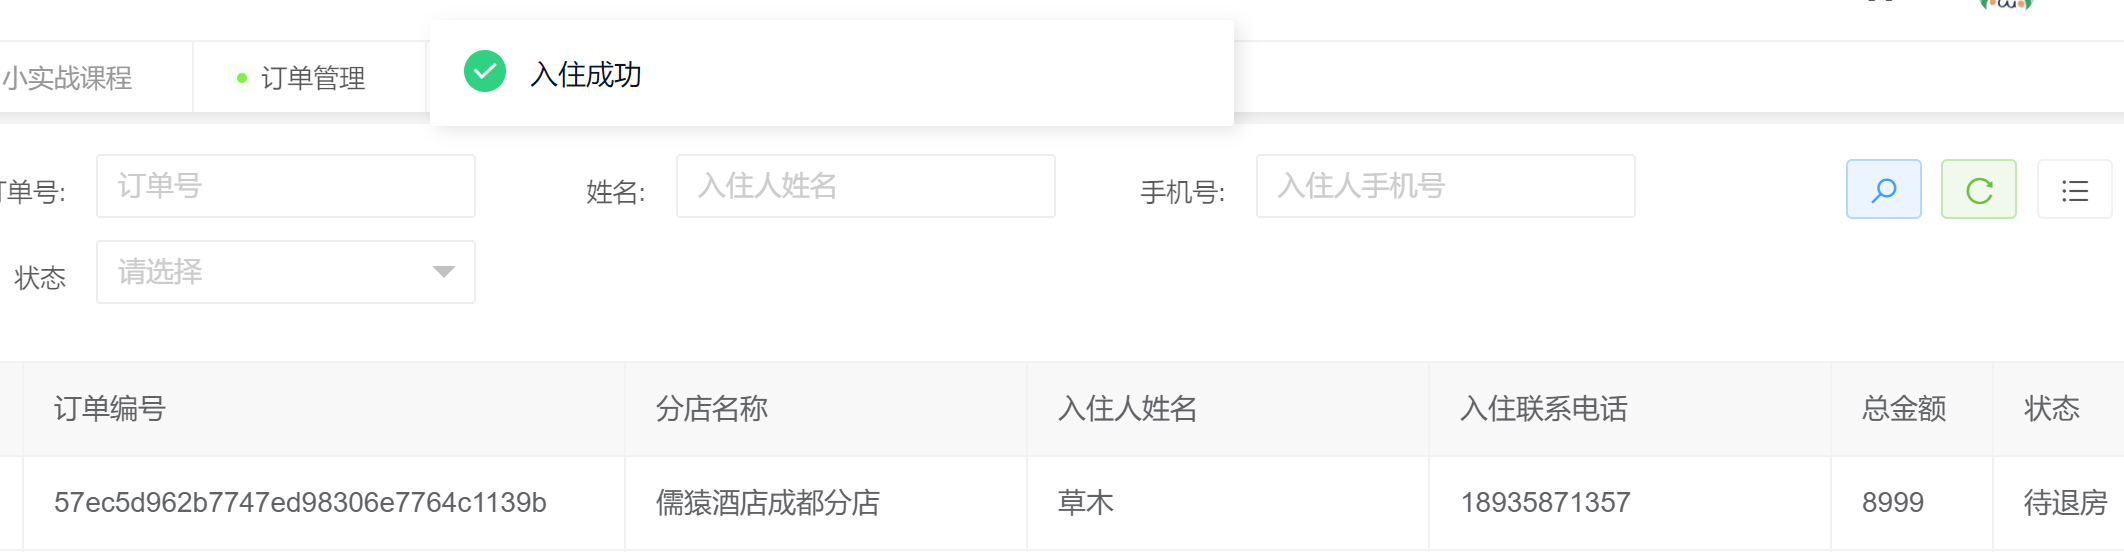 入住成功
小实战课程 订单管理
订单号: 订单号 姓名: 入住人姓名 手机号: 入住人手机号
状态 请选择
订单编号 分店名称 入住人姓名 入住联系电话 总金额 状态
57ec5d962b7747ed98306e7764c1139b 儒猿酒店成都分店 草木 18935871357 8999 待退房